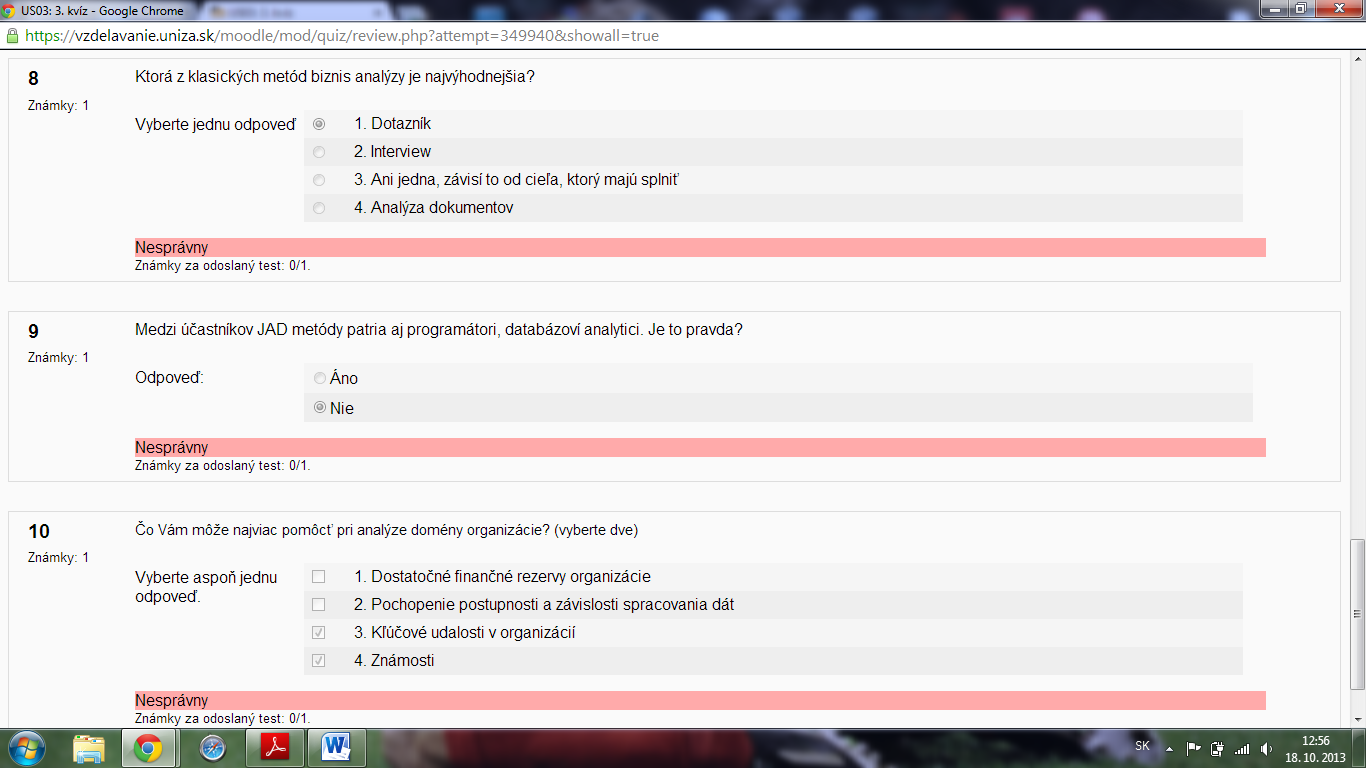 US03: 3. kvíz - Google Chrome
https://vzdelavanie.uniza.sk/moodle/mod/quiz/review.php?attempt=349940&showall=true
8
Ktorá z klasických metód biznis analýzy je najvýhodnejšia?
Známky: 1
Vyberte jednu odpoveď
1. Dotazník
2. Interview
3. Ani jedna, závisí to od cieľa, ktorý majú splniť
4. Analýza dokumentov
Nesprávny
Známky za odoslaný test: 0/1.
9
Medzi účastníkov JAD metódy patria aj programátori, databázoví analytici. Je to pravda?
Známky: 1
Odpoveď:
Áno
Nie
Nesprávny
Známky za odoslaný test: 0/1.
10
Čo Vám môže najviac pomôcť pri analýze domény organizácie? (vyberte dve)
Známky: 1
Vyberte aspoň jednu
odpoveď.
1. Dostatočné finančné rezervy organizácie
2. Pochopenie postupnosti a závislosti spracovania dát
3. Kľúčové udalosti v organizácií
4. Známosti
Nesprávny
Známky za odoslaný test: 0/1.
SK
12:56
18. 10. 2013